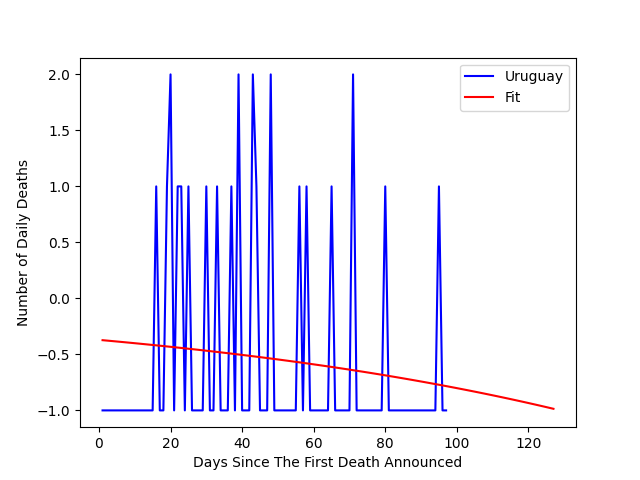 Uruguay
Fit
2.0
1.5
1.0
0.5
0.0
−0.5
−1.0
Number of Daily Deaths
0 20 40 60 80 100 120
Days Since The First Death Announced